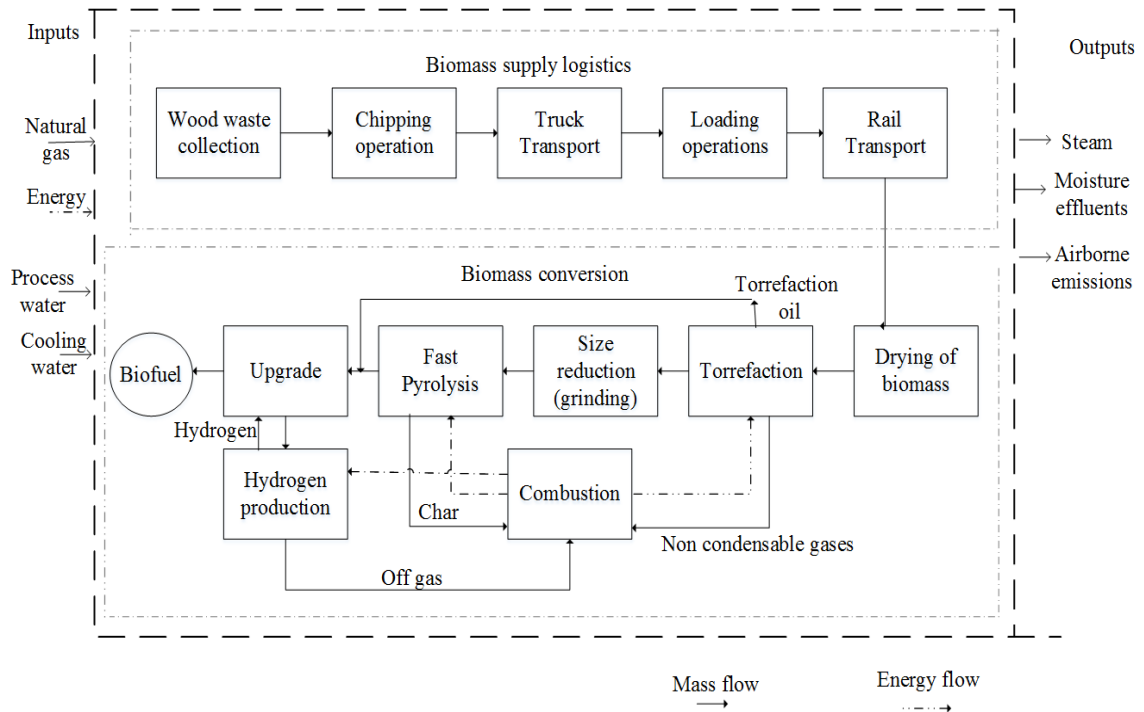 Inputs
Outputs
Biomass supply logistics
Wood waste
collection
Chipping
operation
Truck
Transport
Loading
operations
Rail
Transport
Natural
gas
Energy
Process
water
Cooling
water
Steam
Moisture
effluents
Airborne
emissions
Biomass conversion
Torrefaction
oil
Biofuel
Upgrade
Fast
Pyrolysis
Size
reduction
(grinding)
Torrefaction
Drying of
biomass
Hydrogen
Hydrogen
production
Combustion
Char
Non condensable gases
Off gas
Mass flow
Energy flow